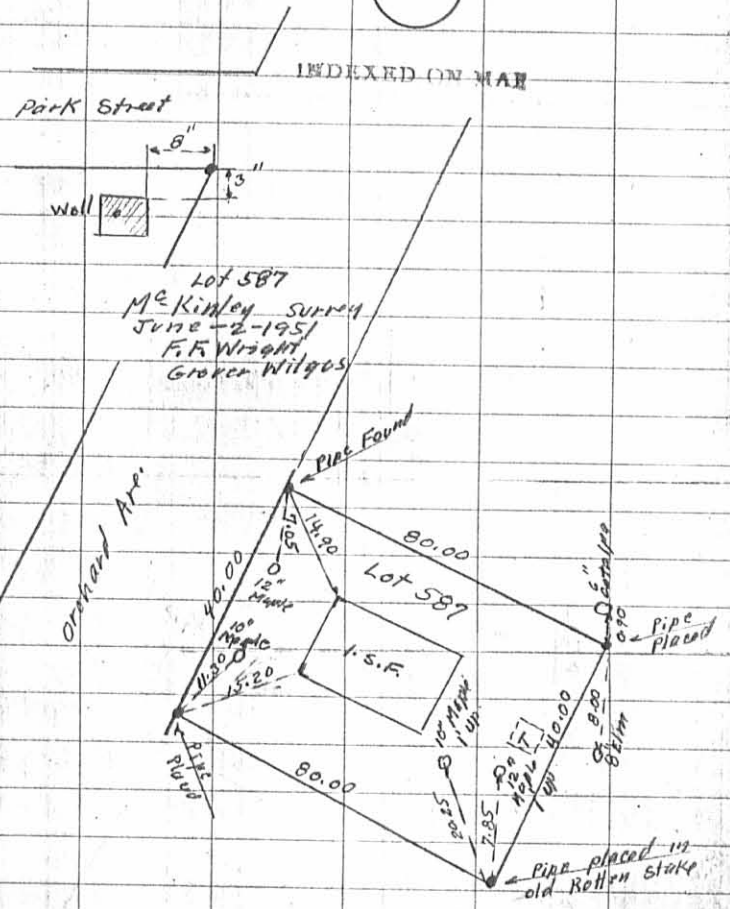 INDEXED ON MAP
Park Street
8"
3"
Wall
Lot 587
McKinley Survey
June-2-1951
F.F. Wright
Grover Wilgus
Orchard Ave.
Pipe Found
7.05
14.90
80.00
12"
Maple
40.00
Lot 587
6"
Catalpa
0.90
Pipe
Placed
10"
Maple
11.30
15.20
1.S.F.
10" Maple
1' up
12"
Maple
1' up
T
40.00
8.00
8" Elm
Pipe
Placed
80.00
20.25
7.85
Pipe placed in
old Rotten Stake